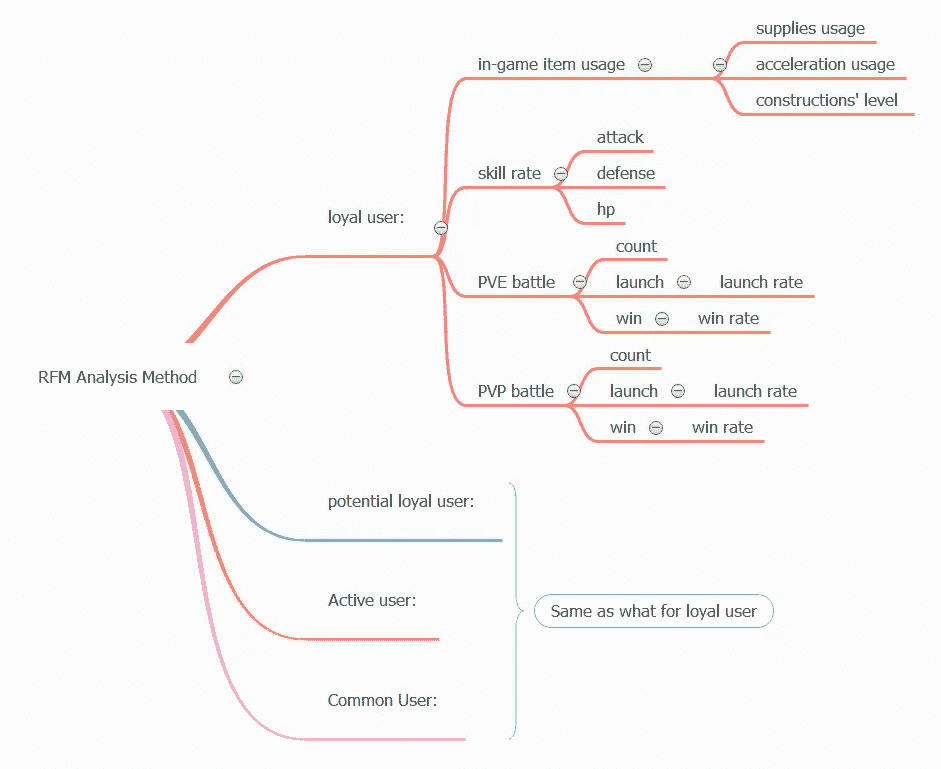 RFM Analysis Method
loyal user:
in-game item usage
supplies usage
acceleration usage
constructions' level
skill rate
attack
defense
hp
PVE battle
count
launch
launch rate
win
win rate
PVP battle
count
launch
launch rate
win
win rate
potential loyal user:
Active user:
Common User:
Same as what for loyal user